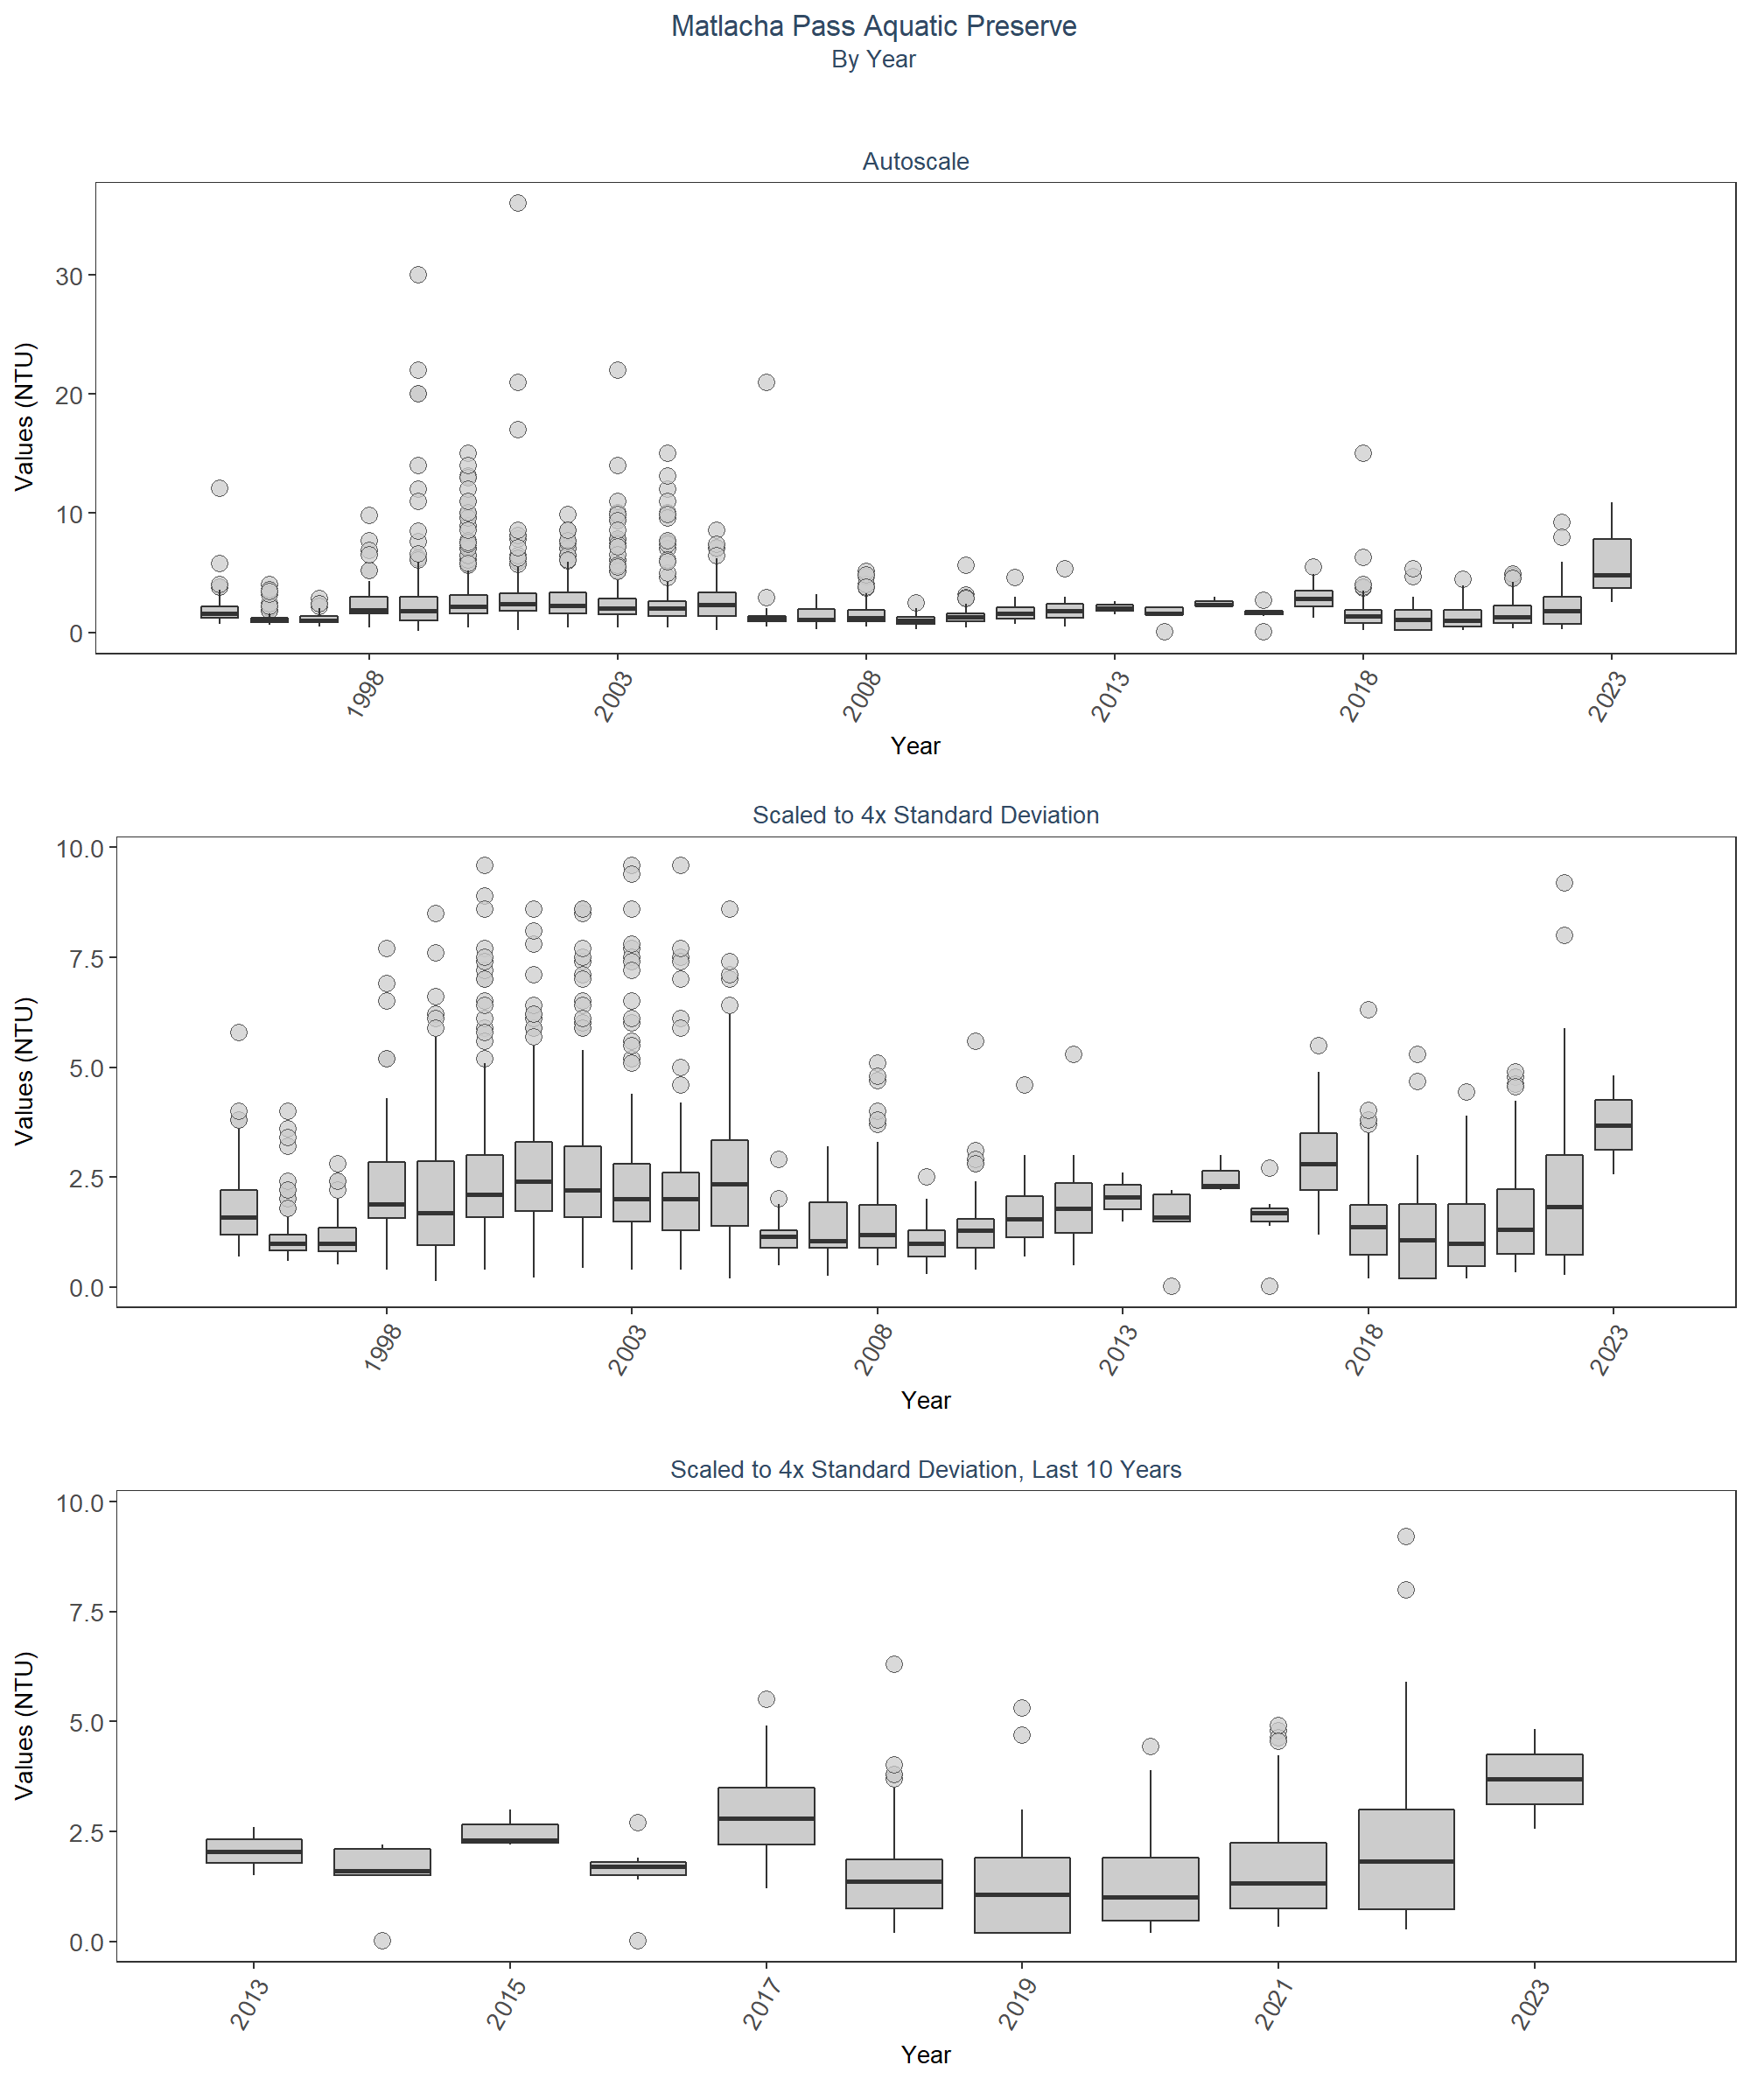 Matlacha Pass Aquatic Preserve
By Year
Autoscale
Values (NTU)
30
20
10
0
1998
2003
2008
2013
2018
2023
Year
Scaled to 4x Standard Deviation
Values (NTU)
10.0
7.5
5.0
2.5
0.0
1998
2003
2008
2013
2018
2023
Year
Scaled to 4x Standard Deviation, Last 10 Years
Values (NTU)
10.0
7.5
5.0
2.5
0.0
2013
2015
2017
2019
2021
2023
Year